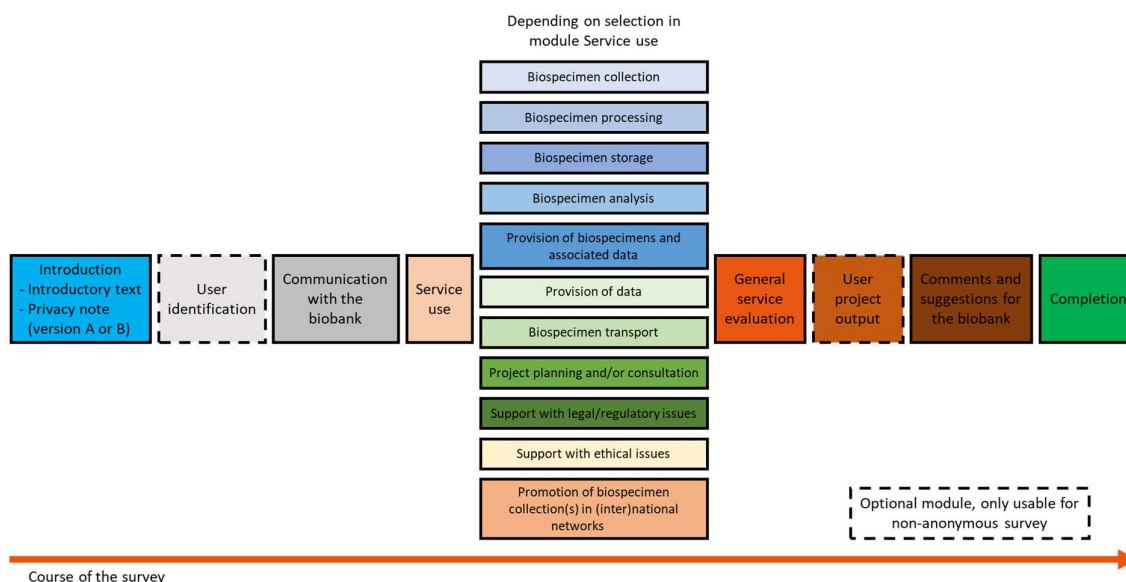 Depending on selection in
module Service use
Biospecimen collection
Biospecimen processing
Biospecimen storage
Biospecimen analysis
Provision of biospecimens and
associated data
Provision of data
Biospecimen transport
Project planning and/or consultation
Support with legal/regulatory issues
Support with ethical issues
Promotion of biospecimen
collection(s) in (inter)national
networks
Introduction
- Introductory text
- Privacy note
(version A or B)
User
identification
Communication
with the
biobank
Service
use
General
service
evaluation
User
project
output
Comments and
suggestions for
the biobank
Completion
Optional module, only usable for
non-anonymous survey
Course of the survey